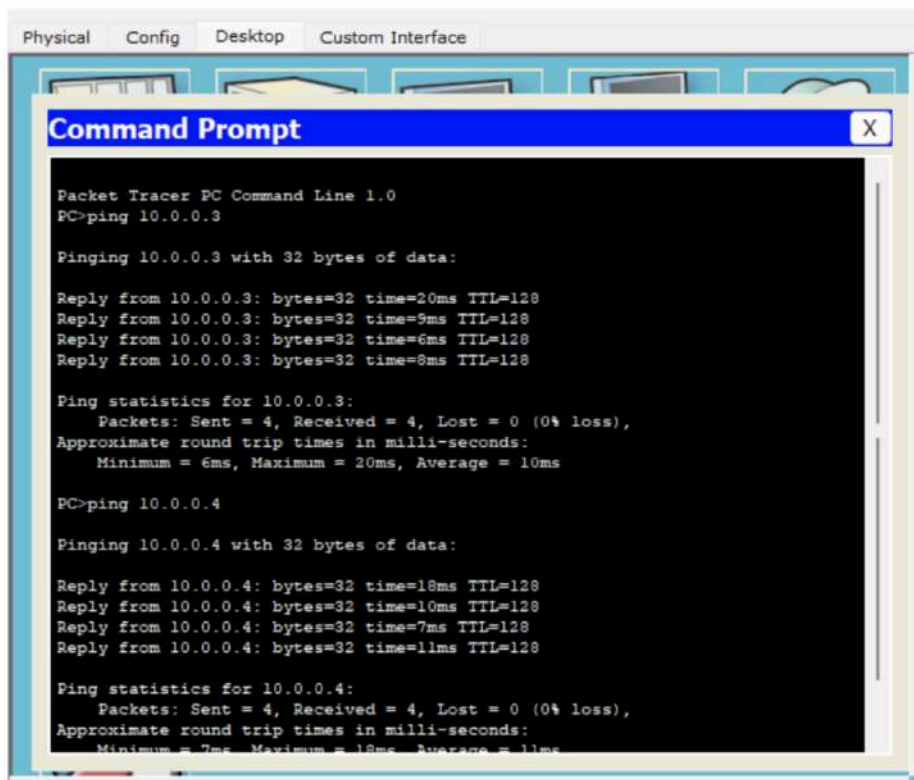 Physical Config Desktop Custom Interface
Command Prompt X
Packet Tracer PC Command Line 1.0
PC>ping 10.0.0.3
Pinging 10.0.0.3 with 32 bytes of data:
Reply from 10.0.0.3: bytes=32 time=20ms TTL=128
Reply from 10.0.0.3: bytes=32 time=9ms TTL=128
Reply from 10.0.0.3: bytes=32 time=6ms TTL=128
Reply from 10.0.0.3: bytes=32 time=8ms TTL=128
Ping statistics for 10.0.0.3:
Packets: Sent = 4, Received = 4, Lost = 0 (0% loss),
Approximate round trip times in milli-seconds:
Minimum = 6ms, Maximum = 20ms, Average = 10ms
PC>ping 10.0.0.4
Pinging 10.0.0.4 with 32 bytes of data:
Reply from 10.0.0.4: bytes=32 time=18ms TTL=128
Reply from 10.0.0.4: bytes=32 time=10ms TTL=128
Reply from 10.0.0.4: bytes=32 time=7ms TTL=128
Reply from 10.0.0.4: bytes=32 time=11ms TTL=128
Ping statistics for 10.0.0.4:
Packets: Sent = 4, Received = 4, Lost = 0 (0% loss),
Approximate round trip times in milli-seconds:
Minimum = 7ms, Maximum = 18ms, Average = 11ms